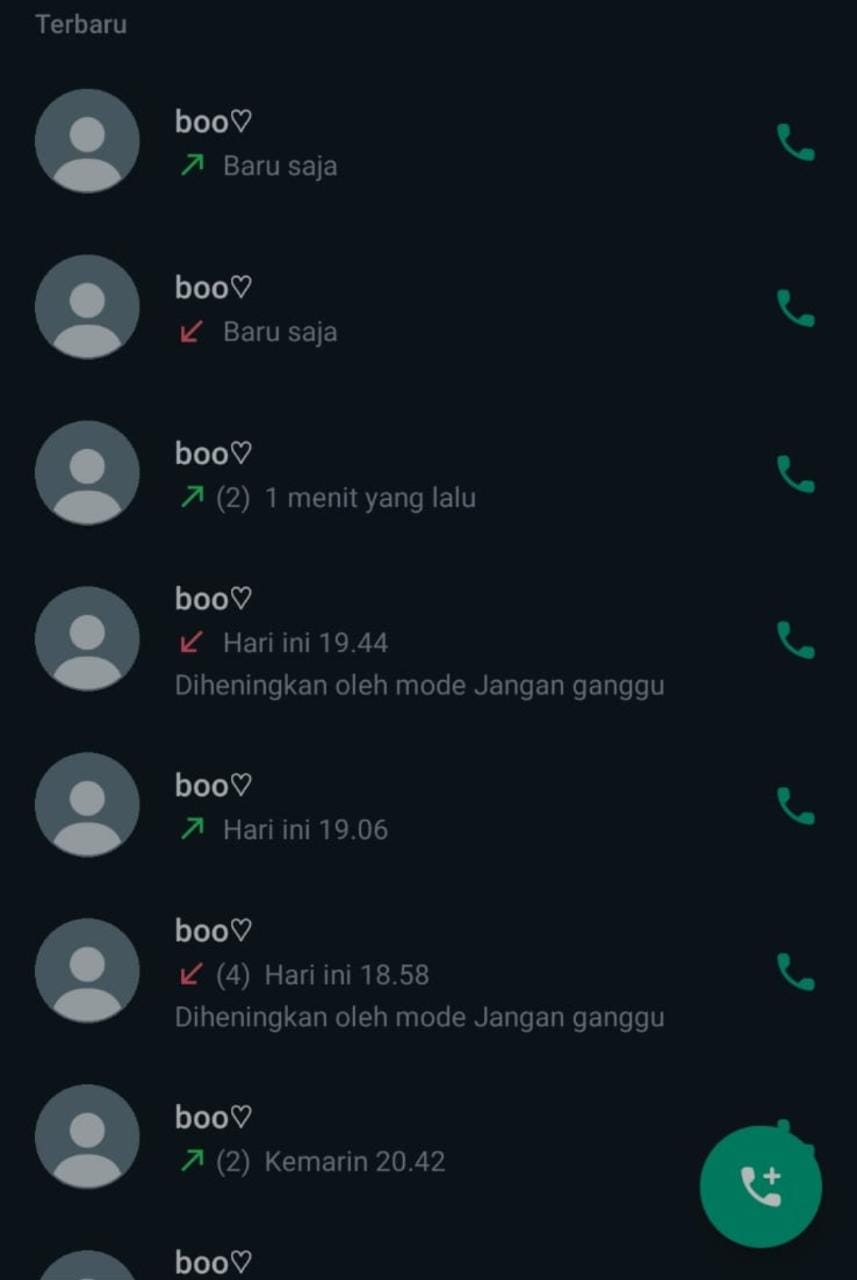 Terbaru
boo♡
Baru saja
boo♡
Baru saja
boo♡
(2) 1 menit yang lalu
boo♡
Hari ini 19.44
Diheningkan oleh mode Jangan ganggu
boo♡
Hari ini 19.06
boo♡
(4) Hari ini 18.58
Diheningkan oleh mode Jangan ganggu
boo♡
(2) Kemarin 20.42
boo♡